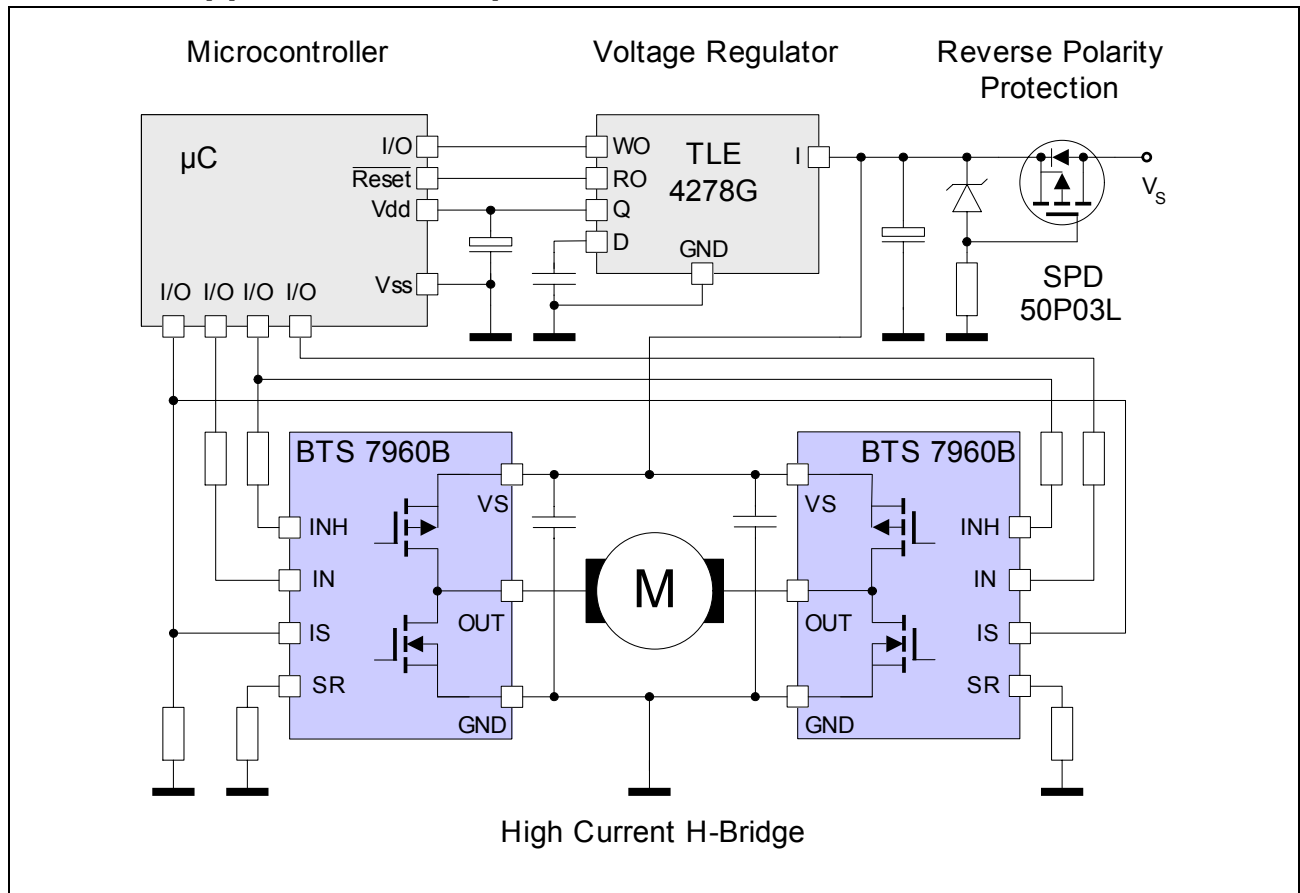 Microcontroller
Voltage Regulator
Reverse Polarity
Protection
µC
I/O
Reset
Vdd
Vss
I/O I/O I/O I/O
WO
RO
Q
D
TLE
4278G
I
GND
VS
SPD
50P03L
BTS 7960B
VS
INH
IN
IS
SR
OUT
GND
M
BTS 7960B
VS
INH
IN
IS
SR
OUT
GND
High Current H-Bridge